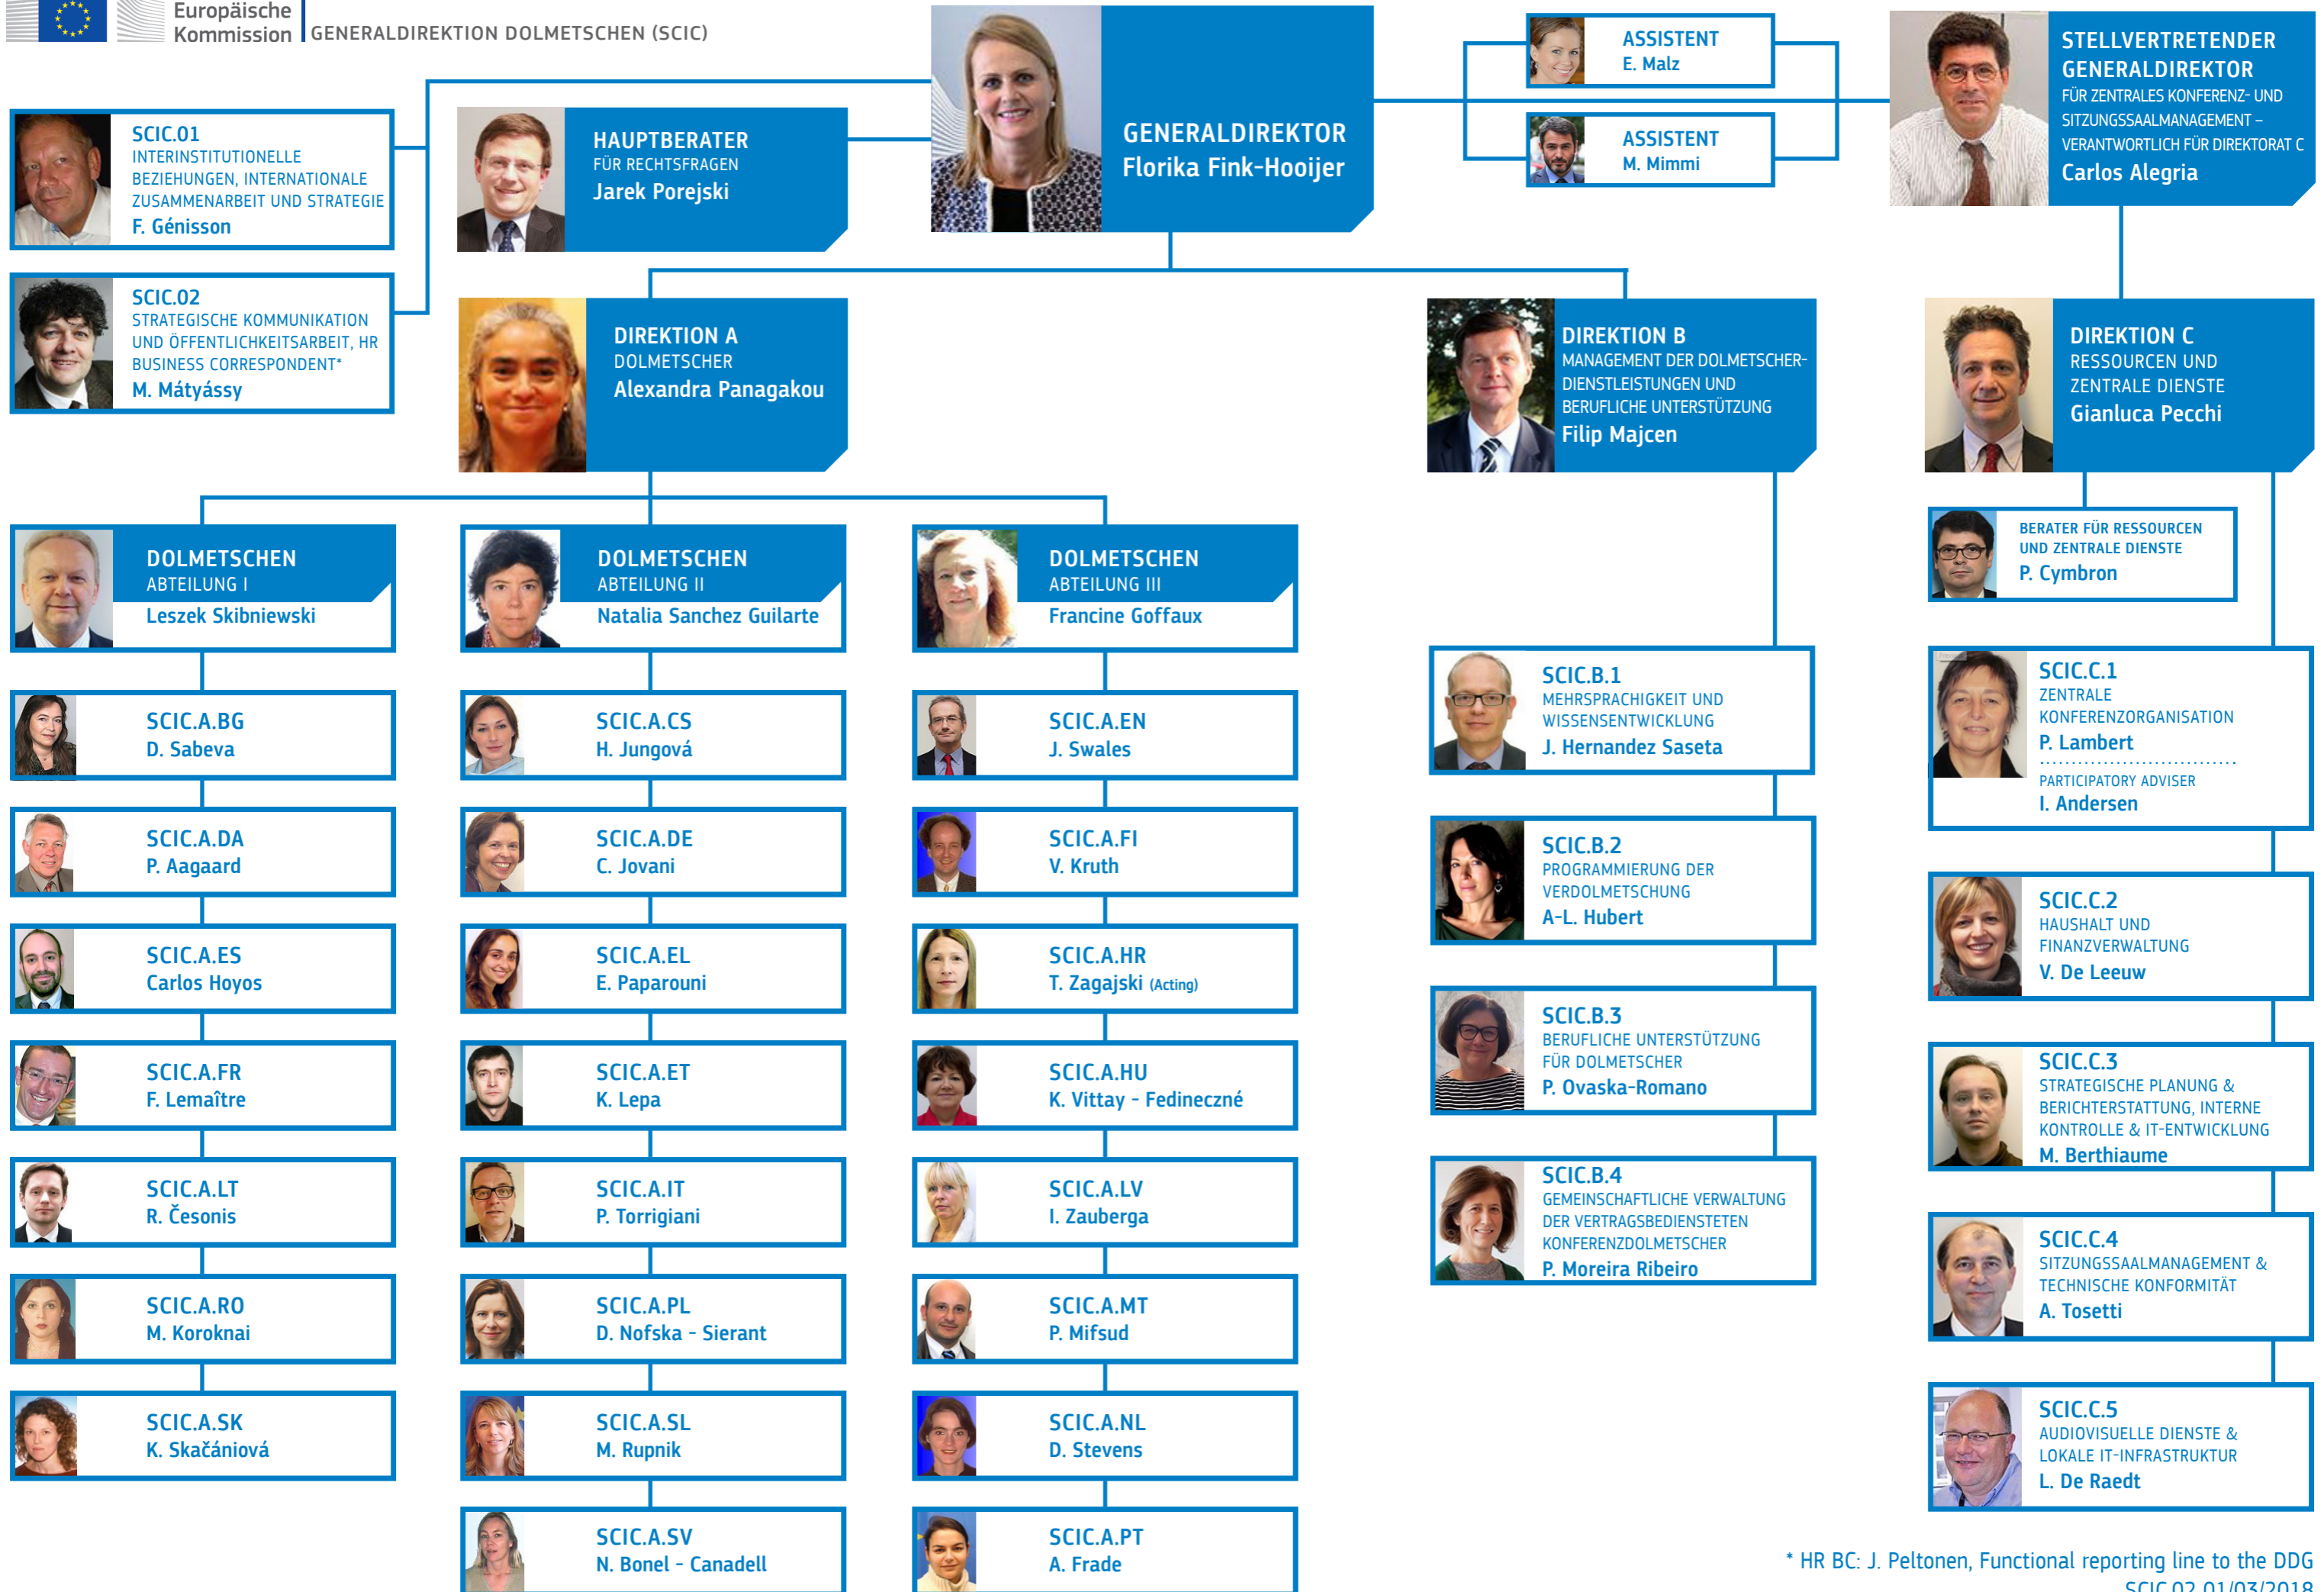 Europäische
Kommission
GENERALDIREKTION DOLMETSCHEN (SCIC)
GENERALDIREKTOR
Florika Fink-Hooijer
ASSISTENT
E. Malz
ASSISTENT
M. Mimmi
STELLVERTRETENDER
GENERALDIREKTOR
FÜR ZENTRALES KONFERENZ- UND
SITZUNGSSAALMANAGEMENT –
VERANTWORTLICH FÜR DIREKTORAT C
Carlos Alegria
SCIC.01
INTERINSTITUTIONELLE
BEZIEHUNGEN, INTERNATIONALE
ZUSAMMENARBEIT UND STRATEGIE
F. Génisson
HAUPTBERATER
FÜR RECHTSFRAGEN
Jarek Porejski
SCIC.02
STRATEGISCHE KOMMUNIKATION
UND ÖFFENTLICHKEITSARBEIT, HR
BUSINESS CORRESPONDENT*
M. Mátyássy
DIREKTION A
DOLMETSCHER
Alexandra Panagakou
DIREKTION B
MANAGEMENT DER DOLMETSCHER-
DIENSTLEISTUNGEN UND
BERUFLICHE UNTERSTÜTZUNG
Filip Majcen
DIREKTION C
RESSOURCEN UND
ZENTRALE DIENSTE
Gianluca Pecchi
DOLMETSCHEN
ABTEILUNG I
Leszek Skibniewski
SCIC.A.BG
D. Sabeva
SCIC.A.DA
P. Aagaard
SCIC.A.ES
Carlos Hoyos
SCIC.A.FR
F. Lemaître
SCIC.A.LT
R. Česonis
SCIC.A.RO
M. Koroknai
SCIC.A.SK
K. Skačániová
DOLMETSCHEN
ABTEILUNG II
Natalia Sanchez Guilarte
SCIC.A.CS
H. Jungová
SCIC.A.DE
C. Jovani
SCIC.A.EL
E. Paparouni
SCIC.A.ET
K. Lepa
SCIC.A.IT
P. Torrigiani
SCIC.A.PL
D. Nofska - Sierant
SCIC.A.SL
M. Rupnik
SCIC.A.SV
N. Bonel - Canadell
DOLMETSCHEN
ABTEILUNG III
Francine Goffaux
SCIC.A.EN
J. Swales
SCIC.A.FI
V. Kruth
SCIC.A.HR
T. Zagajski (Acting)
SCIC.A.HU
K. Vittay - Fedineczné
SCIC.A.LV
I. Zauberga
SCIC.A.MT
P. Mifsud
SCIC.A.NL
D. Stevens
SCIC.A.PT
A. Frade
SCIC.B.1
MEHRSPRACHIGKEIT UND
WISSENSENTWICKLUNG
J. Hernandez Saseta
SCIC.B.2
PROGRAMMIERUNG DER
VERDOLMETSCHUNG
A-L. Hubert
SCIC.B.3
BERUFLICHE UNTERSTÜTZUNG
FÜR DOLMETSCHER
P. Ovaska-Romano
SCIC.B.4
GEMEINSCHAFTLICHE VERWALTUNG
DER VERTRAGSBEDIENSTETEN
KONFERENZDOLMETSCHER
P. Moreira Ribeiro
BERATER FÜR RESSOURCEN
UND ZENTRALE DIENSTE
P. Cymbron
SCIC.C.1
ZENTRALE
KONFERENZORGANISATION
P. Lambert
PARTICIPATORY ADVISER
I. Andersen
SCIC.C.2
HAUSHALT UND
FINANZVERWALTUNG
V. De Leeuw
SCIC.C.3
STRATEGISCHE PLANUNG &
BERICHTERSTATTUNG, INTERNE
KONTROLLE & IT-ENTWICKLUNG
M. Berthiaume
SCIC.C.4
SITZUNGSSAALMANAGEMENT &
TECHNISCHE KONFORMITÄT
A. Tosetti
SCIC.C.5
AUDIOVISUELLE DIENSTE &
LOKALE IT-INFRASTRUKTUR
L. De Raedt
* HR BC: J. Peltonen, Functional reporting line to the DDG
SCIC.02 01/03/2018